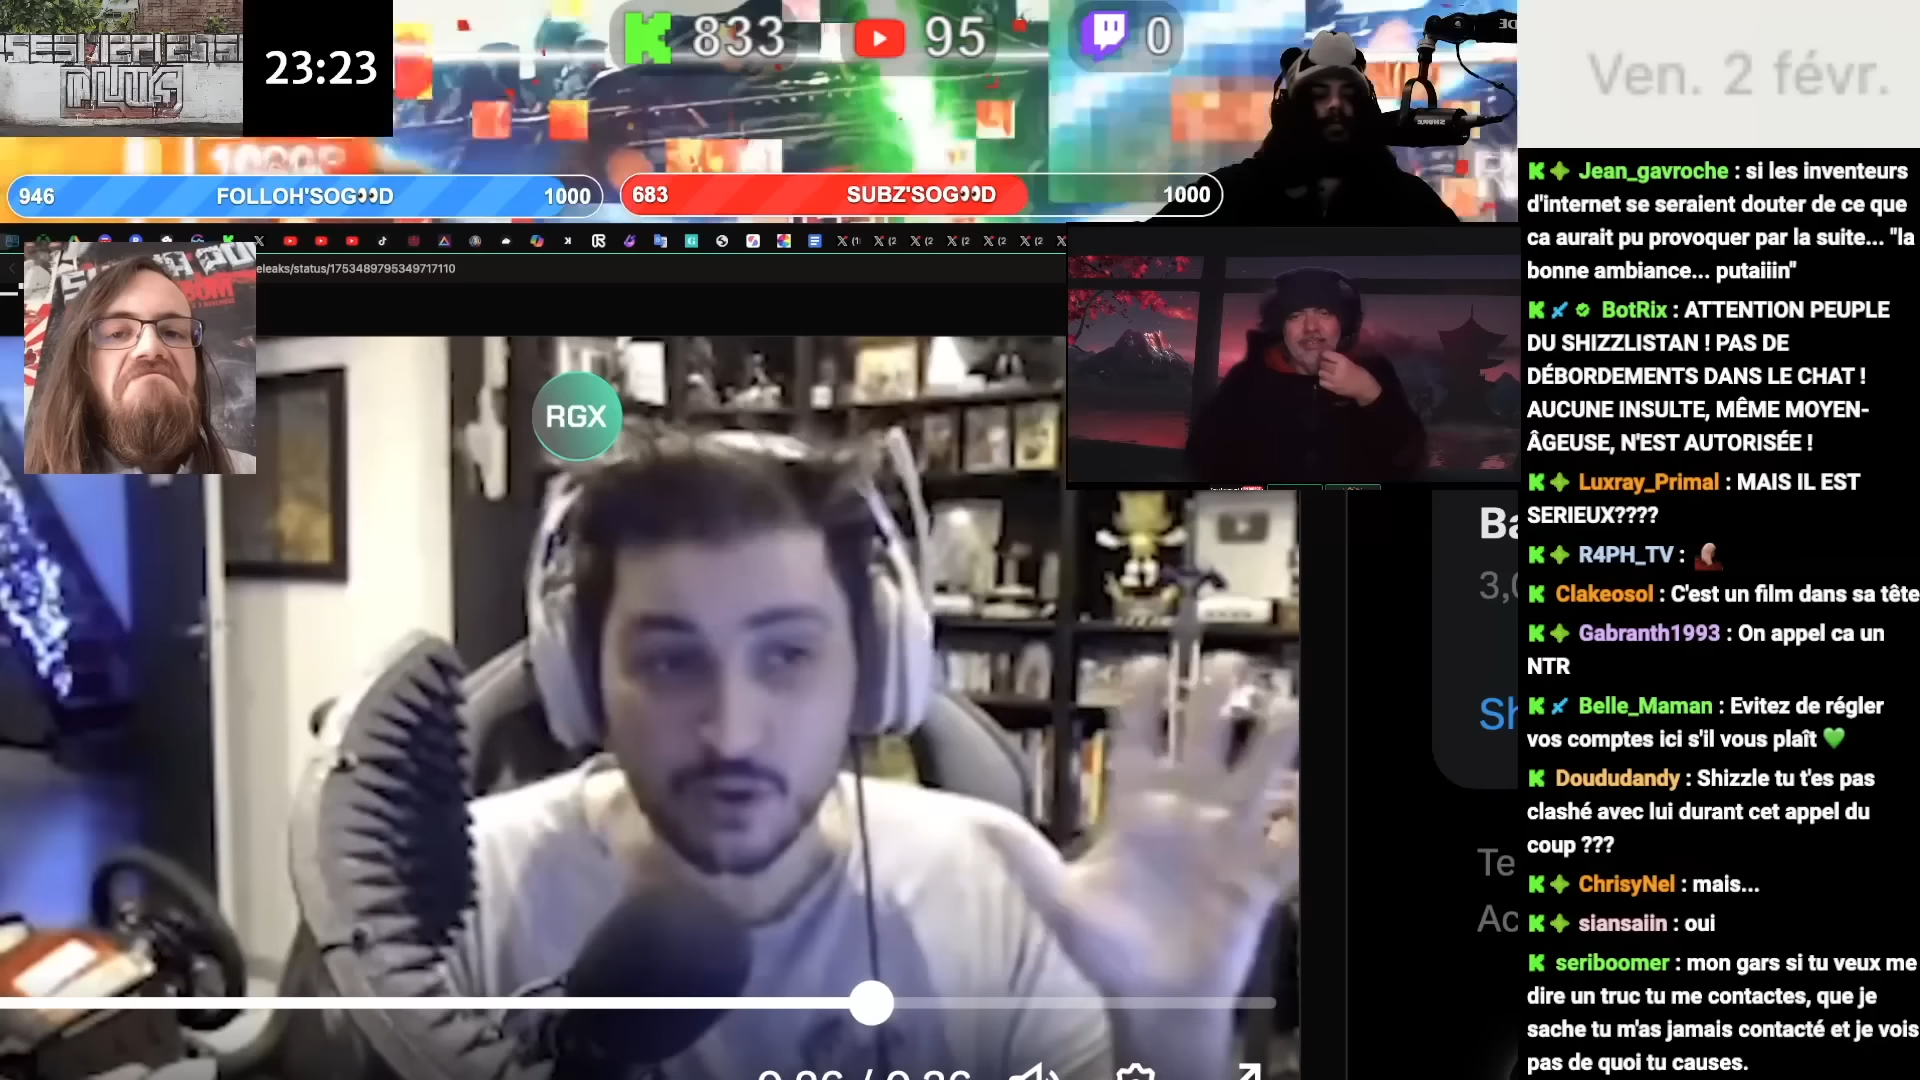 23:23
833
95
0
Ven. 2 févr.
946 FOLLOH'SOG👀D 1000
683 SUBZ'SOG👀D 1000
eleaks/status/1753489795349717110
RGX
Jean_gavroche : si les inventeurs
d'internet se seraient douter de ce que
ca aurait pu provoquer par la suite... "la
bonne ambiance... putaiiin"
BotRix : ATTENTION PEUPLE
DU SHIZZLISTAN ! PAS DE
DÉBORDEMENTS DANS LE CHAT !
AUCUNE INSULTE, MÊME MOYEN-
ÂGEUSE, N'EST AUTORISÉE !
Luxray_Primal : MAIS IL EST
SERIEUX????
R4PH_TV :
Clakeosol : C'est un film dans sa tête
Gabranth1993 : On appel ca un
NTR
Belle_Maman : Evitez de régler
vos comptes ici s'il vous plaît 💚
Doududandy : Shizzle tu t'es pas
clashé avec lui durant cet appel du
coup ???
ChrisyNel : mais...
siansaiin : oui
seriboomer : mon gars si tu veux me
dire un truc tu me contactes, que je
sache tu m'as jamais contacté et je vois
pas de quoi tu causes.
Ba
3,
Sh
Te
Ac